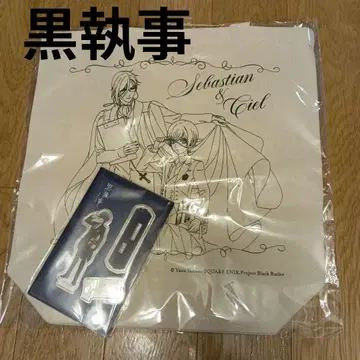 黒執事
Sebastian
&
Ciel
© Yana Toboso/SQUARE ENIX, Project Black Butler